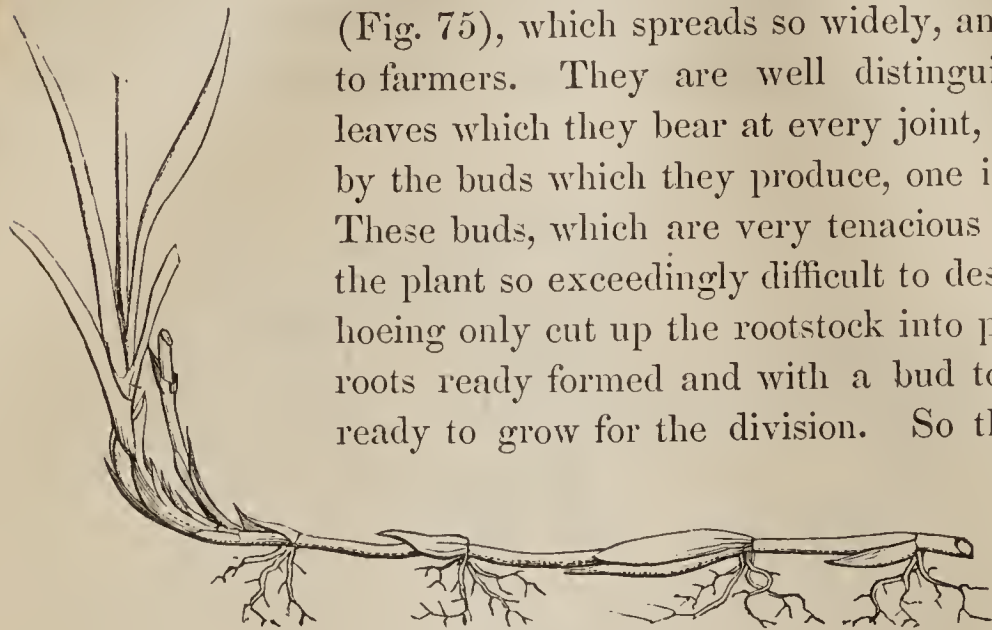 (Fig. 75), which spreads so widely, an
to farmers. They are well distingui
leaves which they bear at every joint,
by the buds which they produce, one i
These buds, which are very tenacious
the plant so exceedingly difficult to des
hoeing only cut up the rootstock into p
roots ready formed and with a bud to
ready to grow for the division. So th